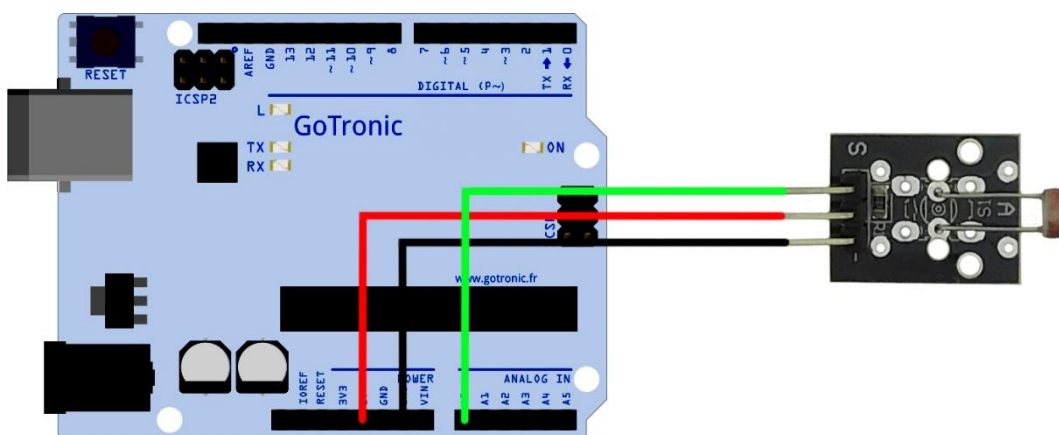 RESET
ICSP2
AREF
GND
13
12
~11
~10
~9
8
7
~6
~5
4
~3
2
TX → 1
RX ← 0
DIGITAL (P~)
L
GoTronic
TX
RX
ON
S
S1
A
-
www.gotronic.fr
POWER
ANALOG IN
IOREF
RESET
3V3
GND
VIN
A1
A2
A3
A4
A5